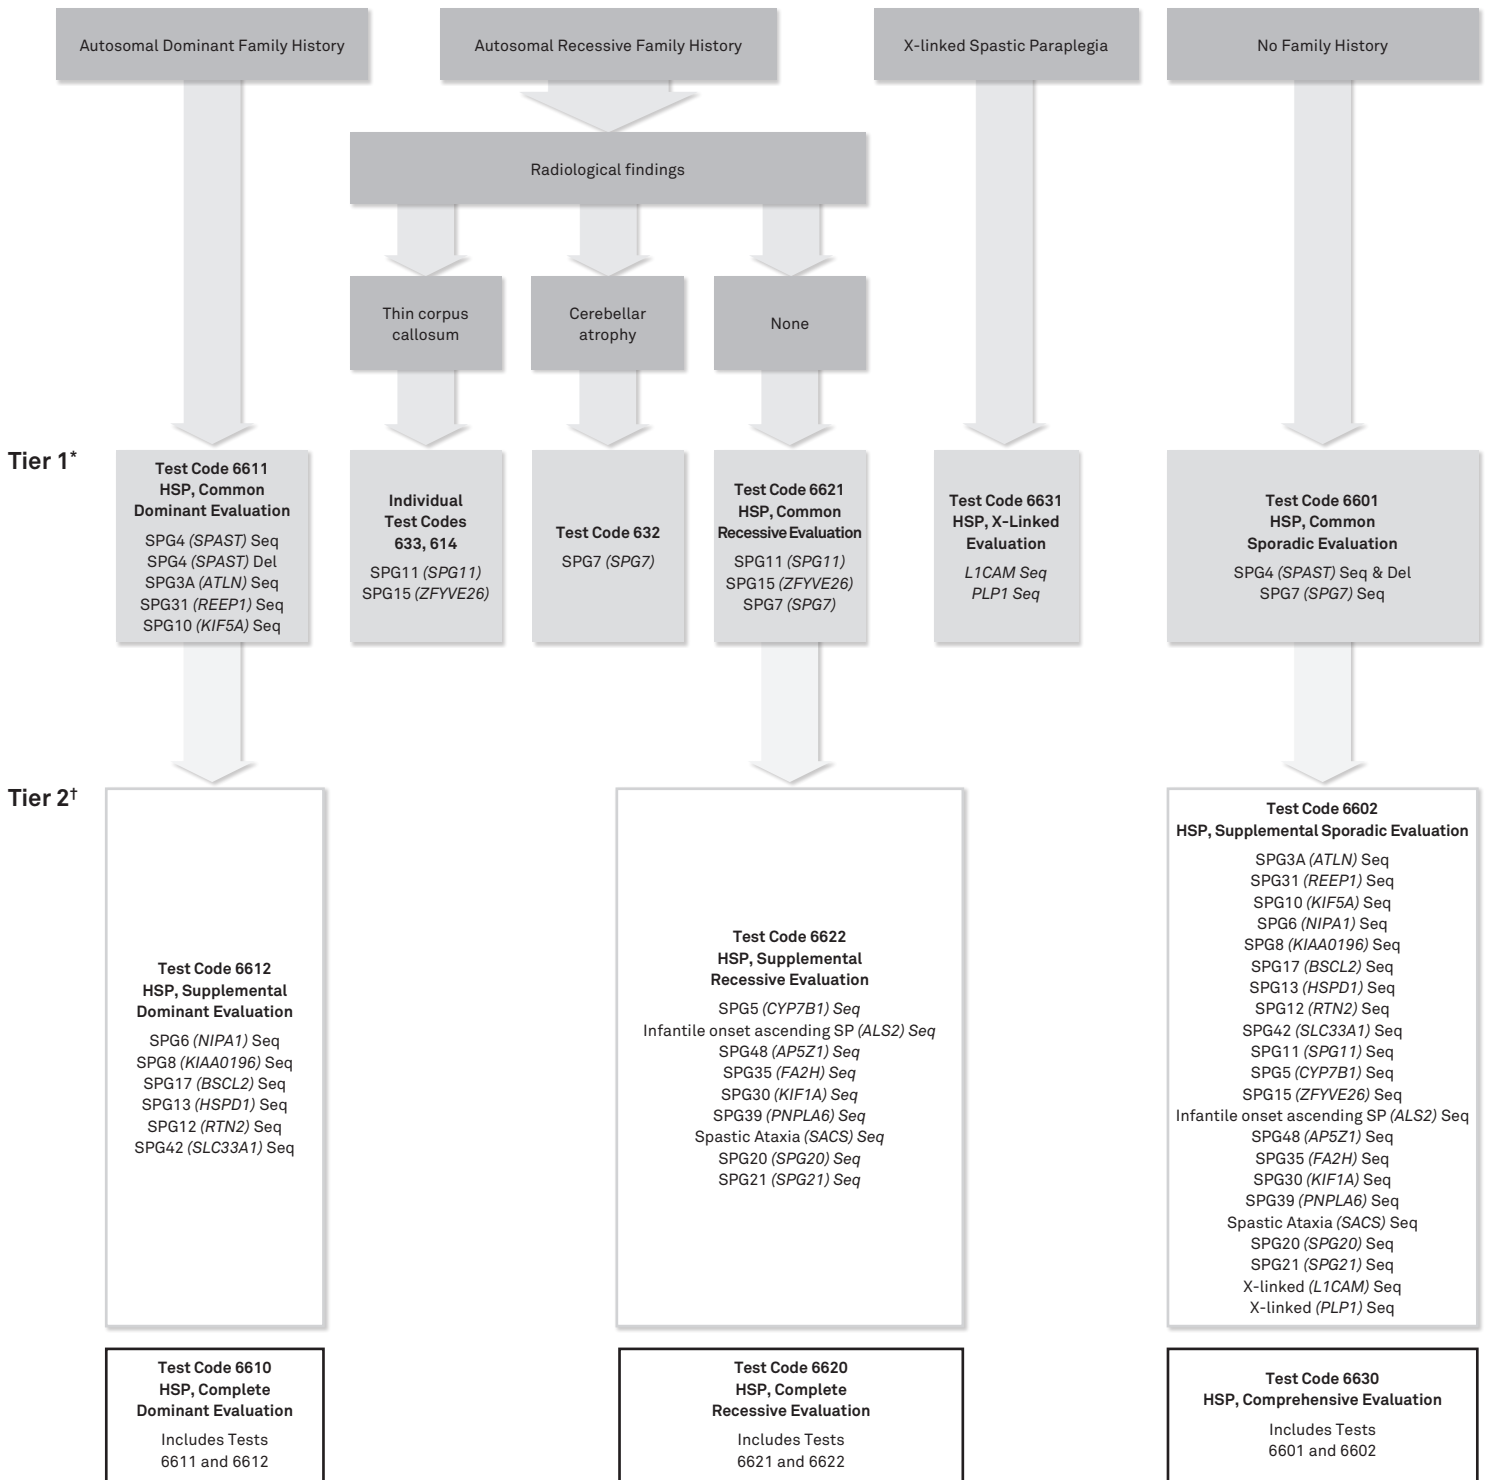 Autosomal Dominant Family History
Autosomal Recessive Family History
X-linked Spastic Paraplegia
No Family History
Radiological findings
Thin corpus
callosum
Cerebellar
atrophy
None
Tier 1*
Test Code 6611
HSP, Common
Dominant Evaluation
SPG4 (SPAST) Seq
SPG4 (SPAST) Del
SPG3A (ATLN) Seq
SPG31 (REEP1) Seq
SPG10 (KIF5A) Seq
Individual
Test Codes
633, 614
SPG11 (SPG11)
SPG15 (ZFYVE26)
Test Code 632
SPG7 (SPG7)
Test Code 6621
HSP, Common
Recessive Evaluation
SPG11 (SPG11)
SPG15 (ZFYVE26)
SPG7 (SPG7)
Test Code 6631
HSP, X-Linked
Evaluation
L1CAM Seq
PLP1 Seq
Test Code 6601
HSP, Common
Sporadic Evaluation
SPG4 (SPAST) Seq & Del
SPG7 (SPG7) Seq
Tier 2†
Test Code 6612
HSP, Supplemental
Dominant Evaluation
SPG6 (NIPA1) Seq
SPG8 (KIAA0196) Seq
SPG17 (BSCL2) Seq
SPG13 (HSPD1) Seq
SPG12 (RTN2) Seq
SPG42 (SLC33A1) Seq
Test Code 6622
HSP, Supplemental
Recessive Evaluation
SPG5 (CYP7B1) Seq
Infantile onset ascending SP (ALS2) Seq
SPG48 (AP5Z1) Seq
SPG35 (FA2H) Seq
SPG30 (KIF1A) Seq
SPG39 (PNPLA6) Seq
Spastic Ataxia (SACS) Seq
SPG20 (SPG20) Seq
SPG21 (SPG21) Seq
Test Code 6602
HSP, Supplemental Sporadic Evaluation
SPG3A (ATLN) Seq
SPG31 (REEP1) Seq
SPG10 (KIF5A) Seq
SPG6 (NIPA1) Seq
SPG8 (KIAA0196) Seq
SPG17 (BSCL2) Seq
SPG13 (HSPD1) Seq
SPG12 (RTN2) Seq
SPG42 (SLC33A1) Seq
SPG11 (SPG11) Seq
SPG5 (CYP7B1) Seq
SPG15 (ZFYVE26) Seq
Infantile onset ascending SP (ALS2) Seq
SPG48 (AP5Z1) Seq
SPG35 (FA2H) Seq
SPG30 (KIF1A) Seq
SPG39 (PNPLA6) Seq
Spastic Ataxia (SACS) Seq
SPG20 (SPG20) Seq
SPG21 (SPG21) Seq
X-linked (L1CAM) Seq
X-linked (PLP1) Seq
Test Code 6610
HSP, Complete
Dominant Evaluation
Includes Tests
6611 and 6612
Test Code 6620
HSP, Complete
Recessive Evaluation
Includes Tests
6621 and 6622
Test Code 6630
HSP, Comprehensive Evaluation
Includes Tests
6601 and 6602